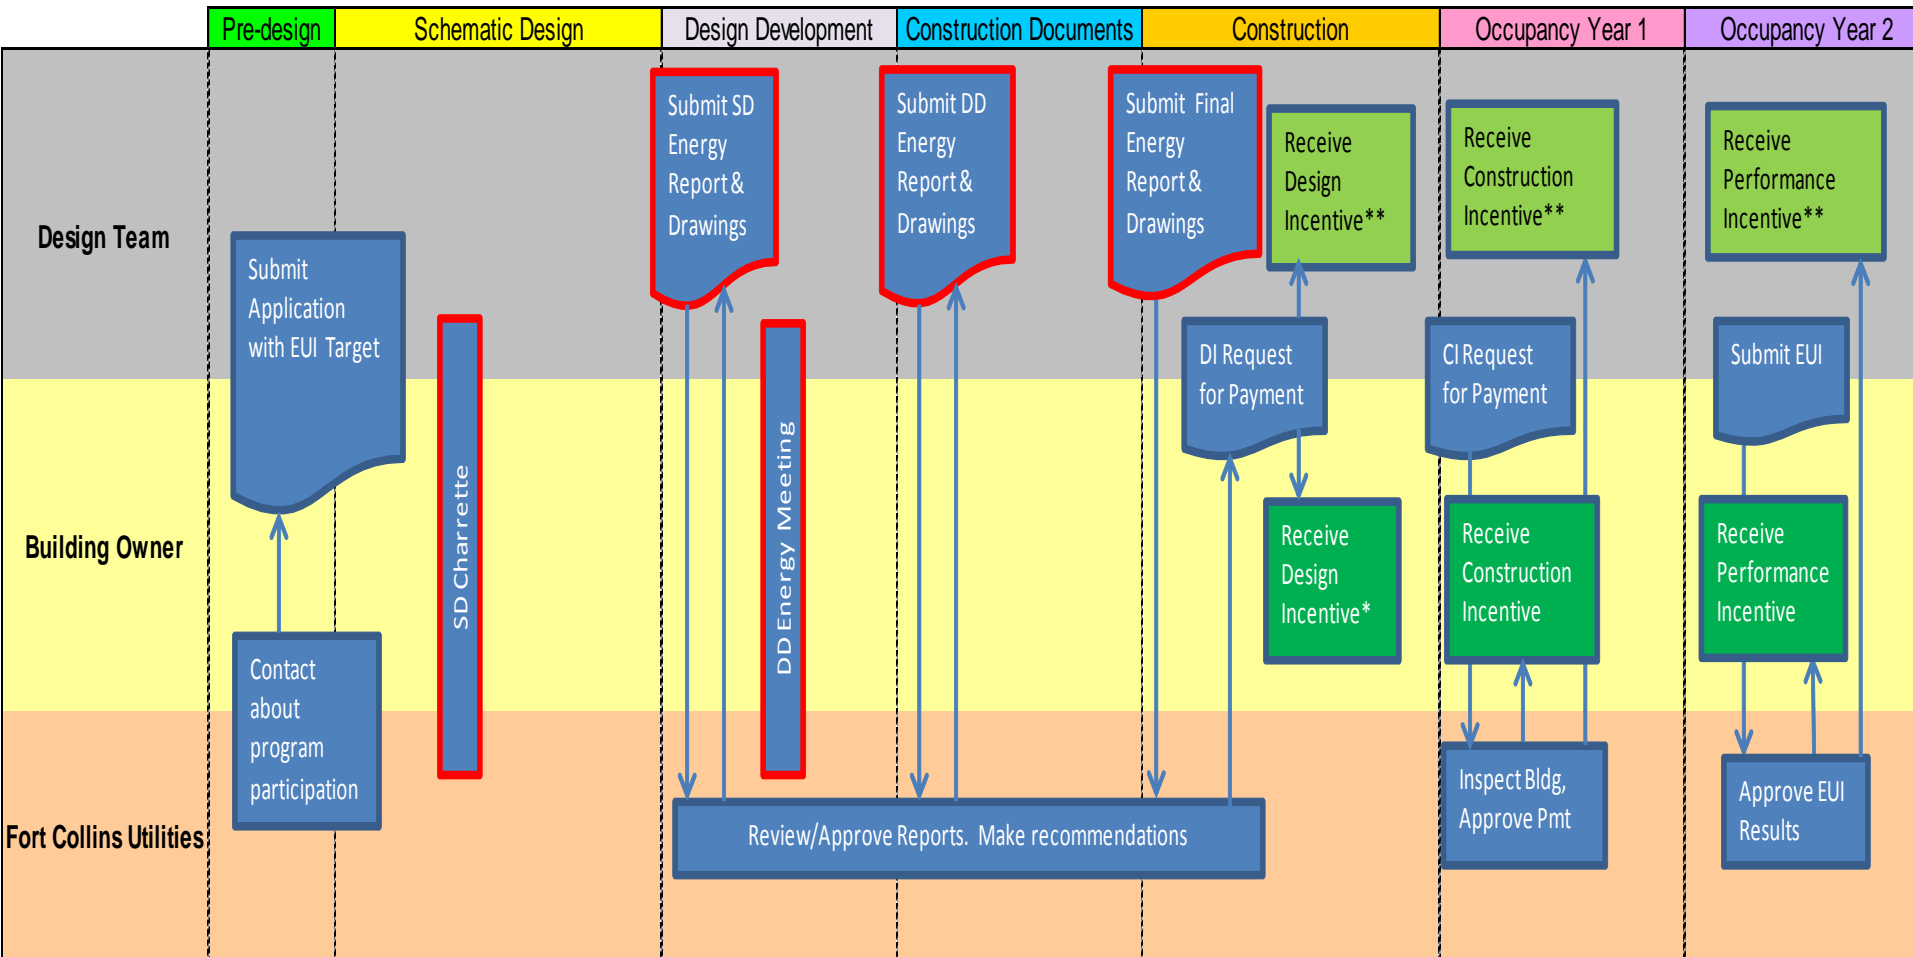 Pre-design
Schematic Design
Design Development
Construction Documents
Construction
Occupancy Year 1
Occupancy Year 2
Design Team
Submit
Application
with EUI Target
Submit SD
Energy
Report &
Drawings
Submit DD
Energy
Report &
Drawings
Submit Final
Energy
Report &
Drawings
Receive
Design
Incentive**
Receive
Construction
Incentive**
Receive
Performance
Incentive**
DI Request
for Payment
CI Request
for Payment
Submit EUI
Building Owner
SD Charrette
DD Energy Meeting
Receive
Design
Incentive*
Receive
Construction
Incentive
Receive
Performance
Incentive
Fort Collins Utilities
Contact
about
program
participation
Review/Approve Reports. Make recommendations
Inspect Bldg,
Approve Pmt
Approve EUI
Results